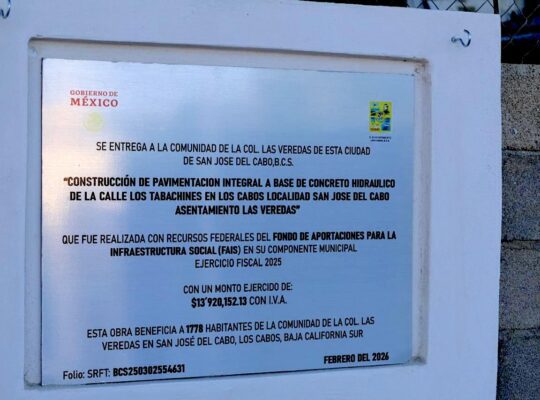 GOBIERNO DE
MÉXICO
SE ENTREGA A LA COMUNIDAD DE LA COL. LAS VEREDAS DE ESTA CIUDAD
DE SAN JOSE DEL CABO,B.C.S.
“CONSTRUCCIÓN DE PAVIMENTACION INTEGRAL A BASE DE CONCRETO HIDRAULICO
DE LA CALLE LOS TABACHINES EN LOS CABOS LOCALIDAD SAN JOSE DEL CABO
ASENTAMIENTO LAS VEREDAS”
QUE FUE REALIZADA CON RECURSOS FEDERALES DEL FONDO DE APORTACIONES PARA LA
INFRAESTRUCTURA SOCIAL (FAIS) EN SU COMPONENTE MUNICIPAL
EJERCICIO FISCAL 2025
CON UN MONTO EJERCIDO DE:
$13´920,152.13 CON I.V.A.
ESTA OBRA BENEFICIA A 1778 HABITANTES DE LA COMUNIDAD DE LA COL. LAS
VEREDAS EN SAN JOSÉ DEL CABO, LOS CABOS, BAJA CALIFORNIA SUR
FEBRERO DEL 2026
Folio: SRFT: BCS250302554631